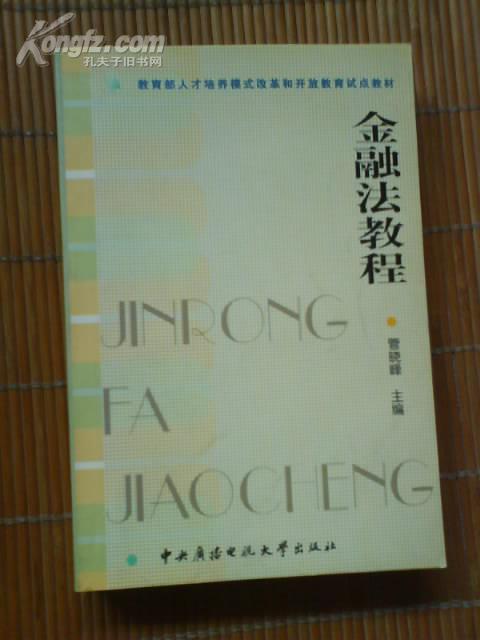 Kongfz.com
孔夫子旧书网
教育部人才培养模式改革和开放教育试点教材
金融法教程
管晓峰 主编
JINRONG
FA
JIAOCHENG
中央廣播电视大学出版社